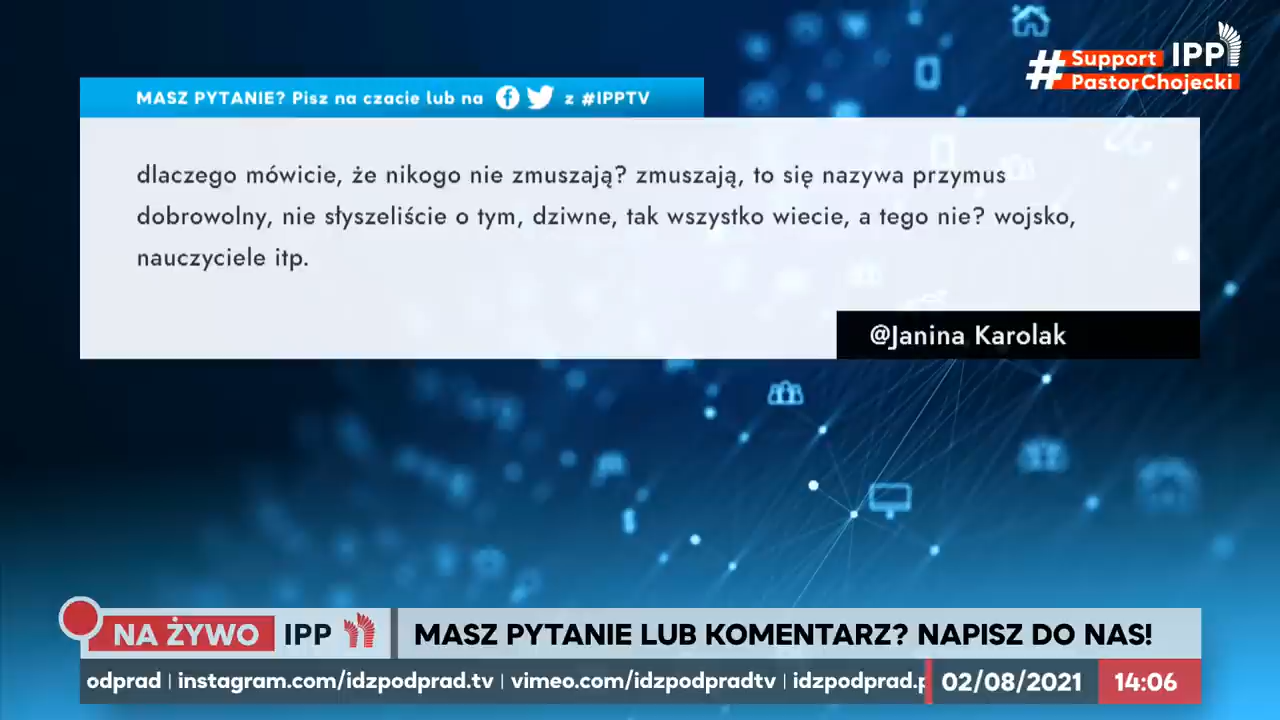 #Support IPP
PastorChojecki
MASZ PYTANIE? Pisz na czacie lub na z #IPPTV
dlaczego mówicie, że nikogo nie zmuszają? zmuszają, to się nazywa przymus
dobrowolny, nie słyszeliście o tym, dziwne, tak wszystko wiecie, a tego nie? wojsko,
nauczyciele itp.
@Janina Karolak
NA ŻYWO IPP MASZ PYTANIE LUB KOMENTARZ? NAPISZ DO NAS!
odprad | instagram.com/idzpodprad.tv | vimeo.com/idzpodpradtv | idzpodprad.p 02/08/2021 14:06